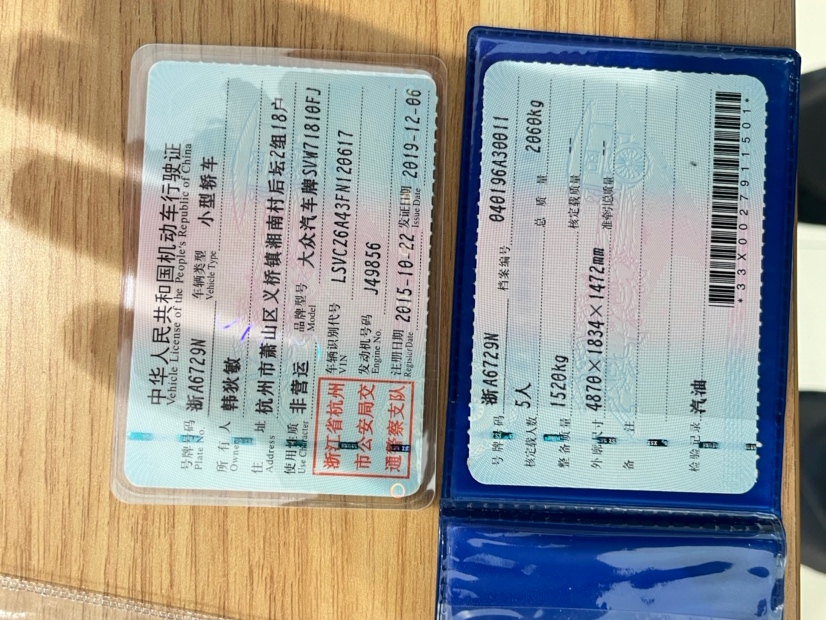 中华人民共和国机动车行驶证
Vehicle License of the People's Republic of China
号牌号码 浙A6729N 车辆类型 小型轿车
Plate No. Vehicle Type
所有人 韩狄敏
Owner
住址 杭州市萧山区义桥镇湘南村后坛2组18户
Address
使用性质 非营运 品牌型号 大众汽车牌SVW71810FJ
Use Character Model
浙江省杭州
市公安局交
通警察支队
车辆识别代号 LSVCZ6A43FN120617
VIN
发动机号码 J49856
Engine No.
注册日期 2015-10-22 发证日期 2019-12-06
Register Date Issue Date
号牌号码 浙A6729N 档案编号 040196A30011
核定载人数 5人 总质量 2060kg
整备质量 1520kg 核定载质量 --
外廓尺寸 4870×1834×1472mm 准牵引总质量 --
备注
检验记录 汽油
*33X0027911501*